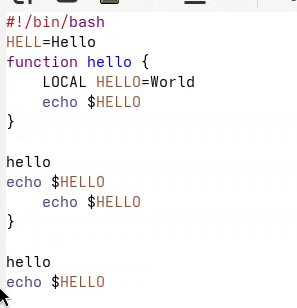 #!/bin/bash
HELL=Hello
function hello {
    LOCAL HELLO=World
    echo $HELLO
}

hello
echo $HELLO
    echo $HELLO
}

hello
echo $HELLO